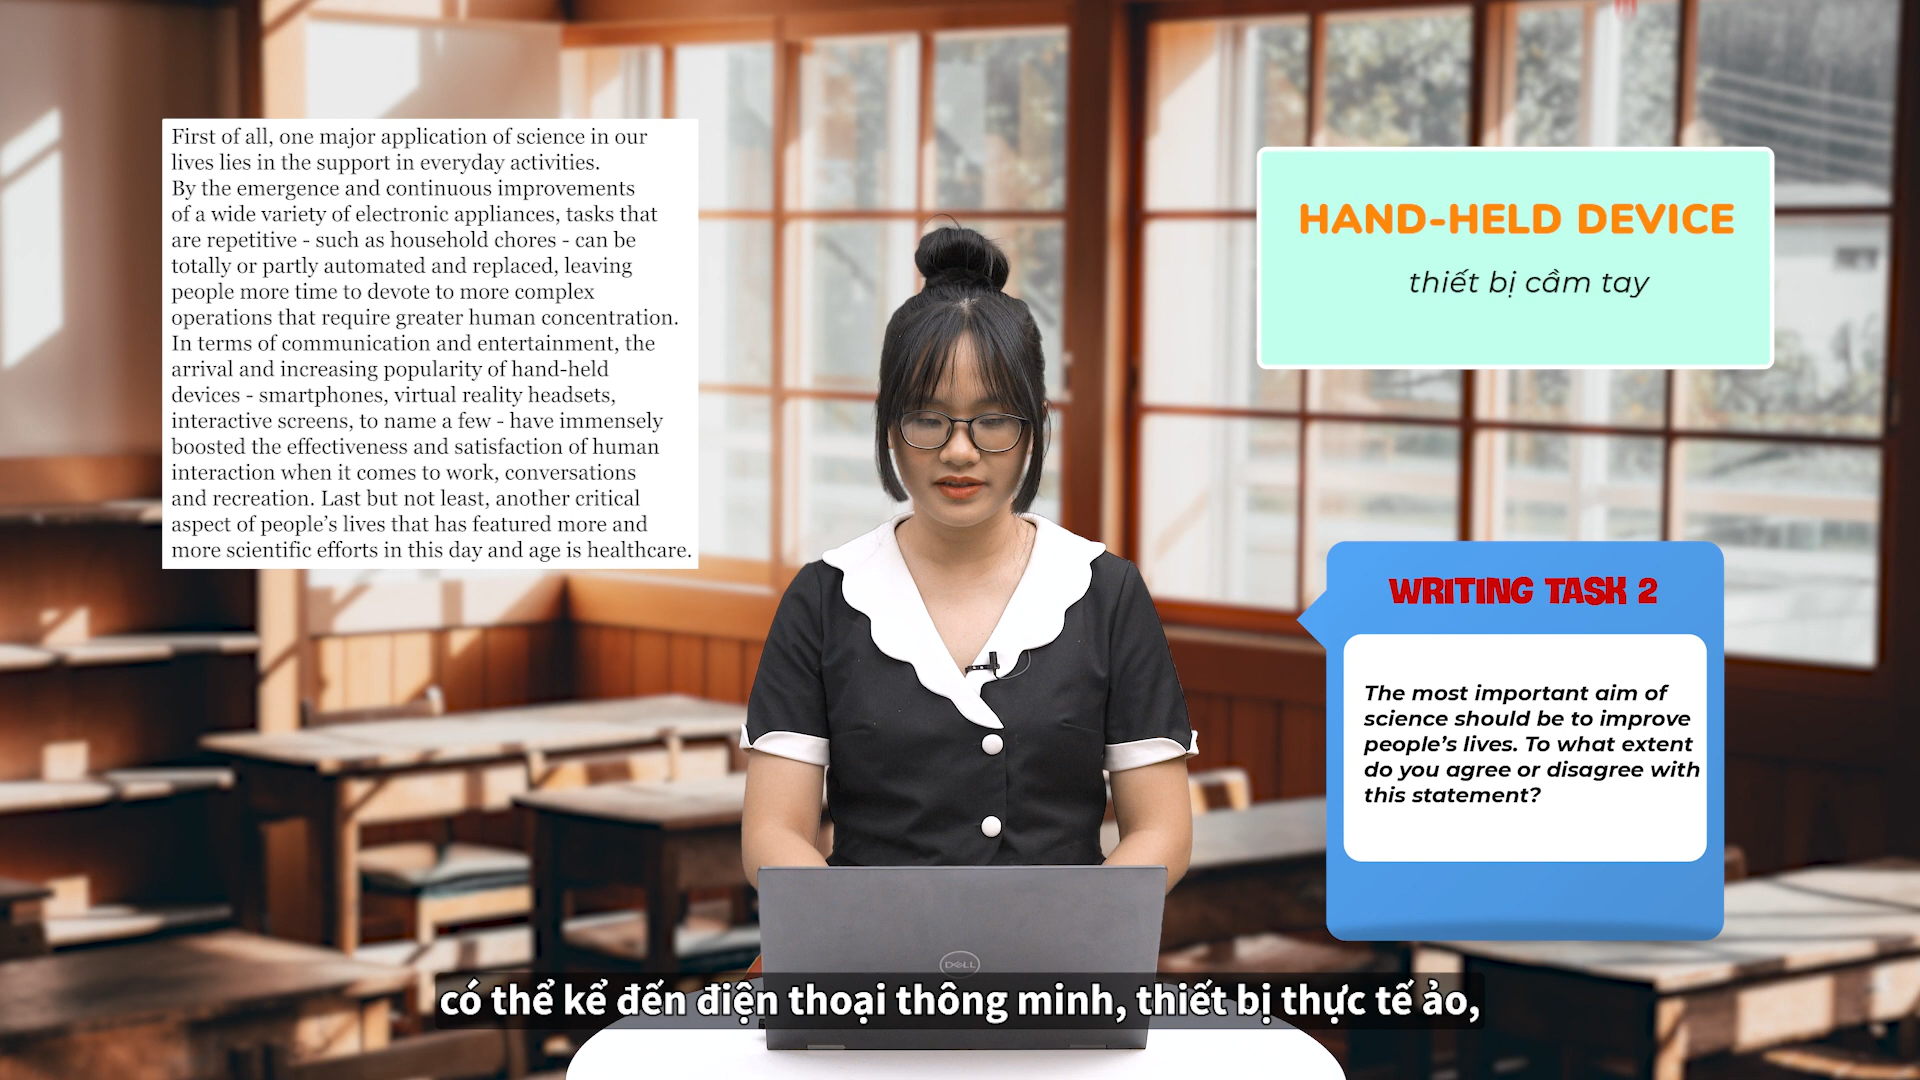 First of all, one major application of science in our
lives lies in the support in everyday activities.
By the emergence and continuous improvements
of a wide variety of electronic appliances, tasks that
are repetitive - such as household chores - can be
totally or partly automated and replaced, leaving
people more time to devote to more complex
operations that require greater human concentration.
In terms of communication and entertainment, the
arrival and increasing popularity of hand-held
devices - smartphones, virtual reality headsets,
interactive screens, to name a few - have immensely
boosted the effectiveness and satisfaction of human
interaction when it comes to work, conversations
and recreation. Last but not least, another critical
aspect of people’s lives that has featured more and
more scientific efforts in this day and age is healthcare.
HAND-HELD DEVICE
thiết bị cầm tay
WRITING TASK 2
The most important aim of
science should be to improve
people’s lives. To what extent
do you agree or disagree with
this statement?
DELL
có thể kể đến điện thoại thông minh, thiết bị thực tế ảo,